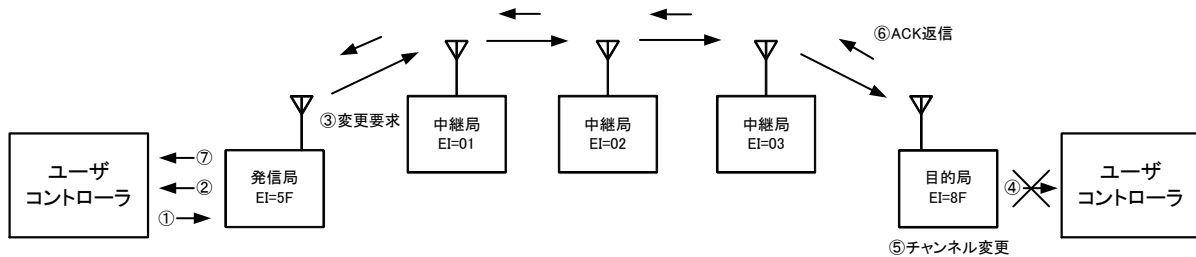 ⑥ACK返信
③変更要求
中継局
EI=01
中継局
EI=02
中継局
EI=03
ユーザ
コントローラ
⑦
②
①
発信局
EI=5F
目的局
EI=8F
④
ユーザ
コントローラ
⑤チャンネル変更